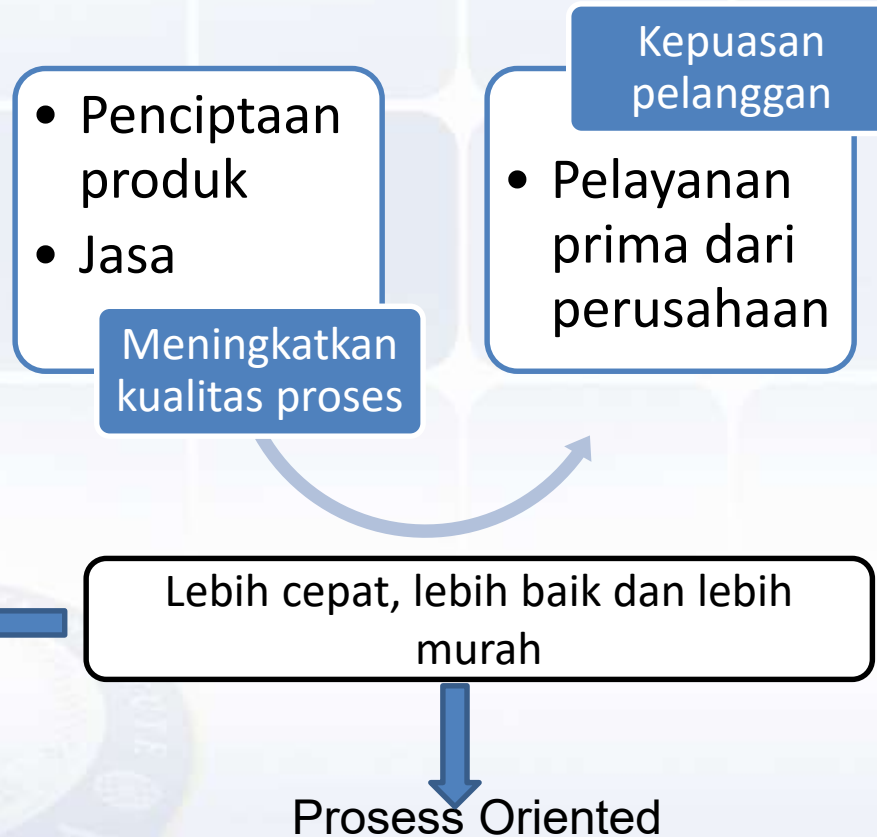 • Penciptaan
produk
• Jasa
Meningkatkan
kualitas proses
Kepuasan
pelanggan
• Pelayanan
prima dari
perusahaan
Lebih cepat, lebih baik dan lebih
murah
Prosess Oriented